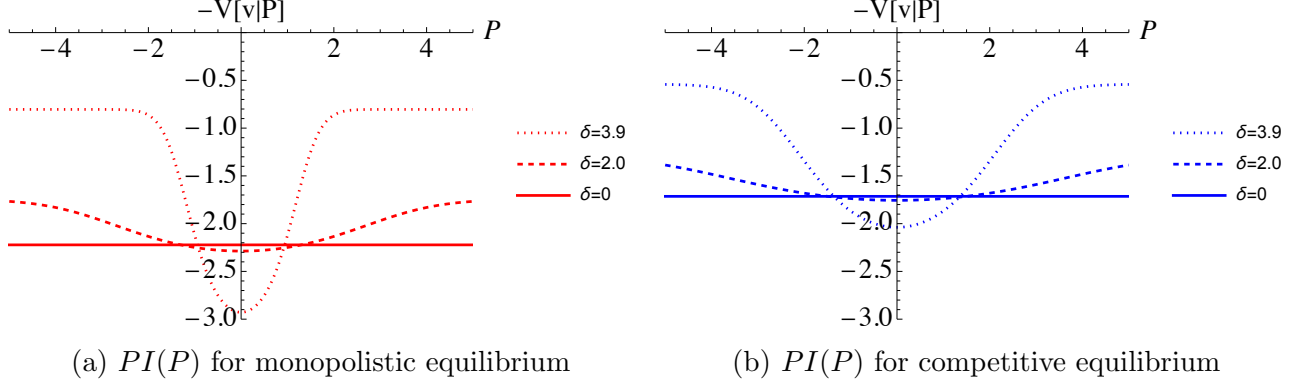 −V[v|P]
P
−4 −2 2 4
−0.5
−1.0
−1.5
−2.0
−2.5
−3.0
δ=3.9
δ=2.0
δ=0
(a) PI(P) for monopolistic equilibrium
−V[v|P]
P
−4 −2 2 4
−0.5
−1.0
−1.5
−2.0
−2.5
−3.0
δ=3.9
δ=2.0
δ=0
(b) PI(P) for competitive equilibrium